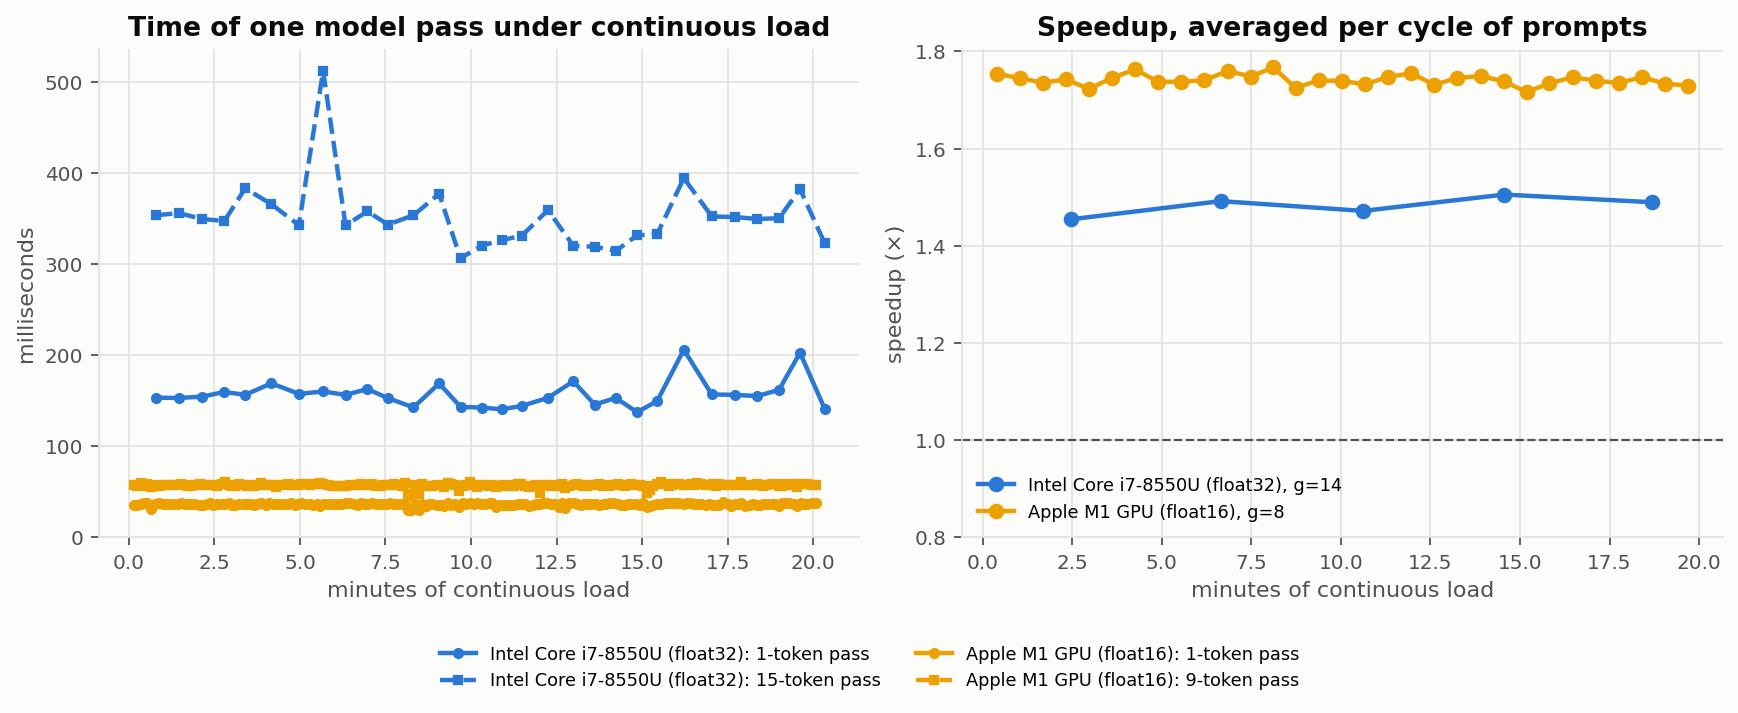 Time of one model pass under continuous load
milliseconds
500
400
300
200
100
0
0.0 2.5 5.0 7.5 10.0 12.5 15.0 17.5 20.0
minutes of continuous load
Speedup, averaged per cycle of prompts
speedup (×)
1.8
1.6
1.4
1.2
1.0
0.8
Intel Core i7-8550U (float32), g=14
Apple M1 GPU (float16), g=8
0.0 2.5 5.0 7.5 10.0 12.5 15.0 17.5 20.0
minutes of continuous load
Intel Core i7-8550U (float32): 1-token pass
Intel Core i7-8550U (float32): 15-token pass
Apple M1 GPU (float16): 1-token pass
Apple M1 GPU (float16): 9-token pass